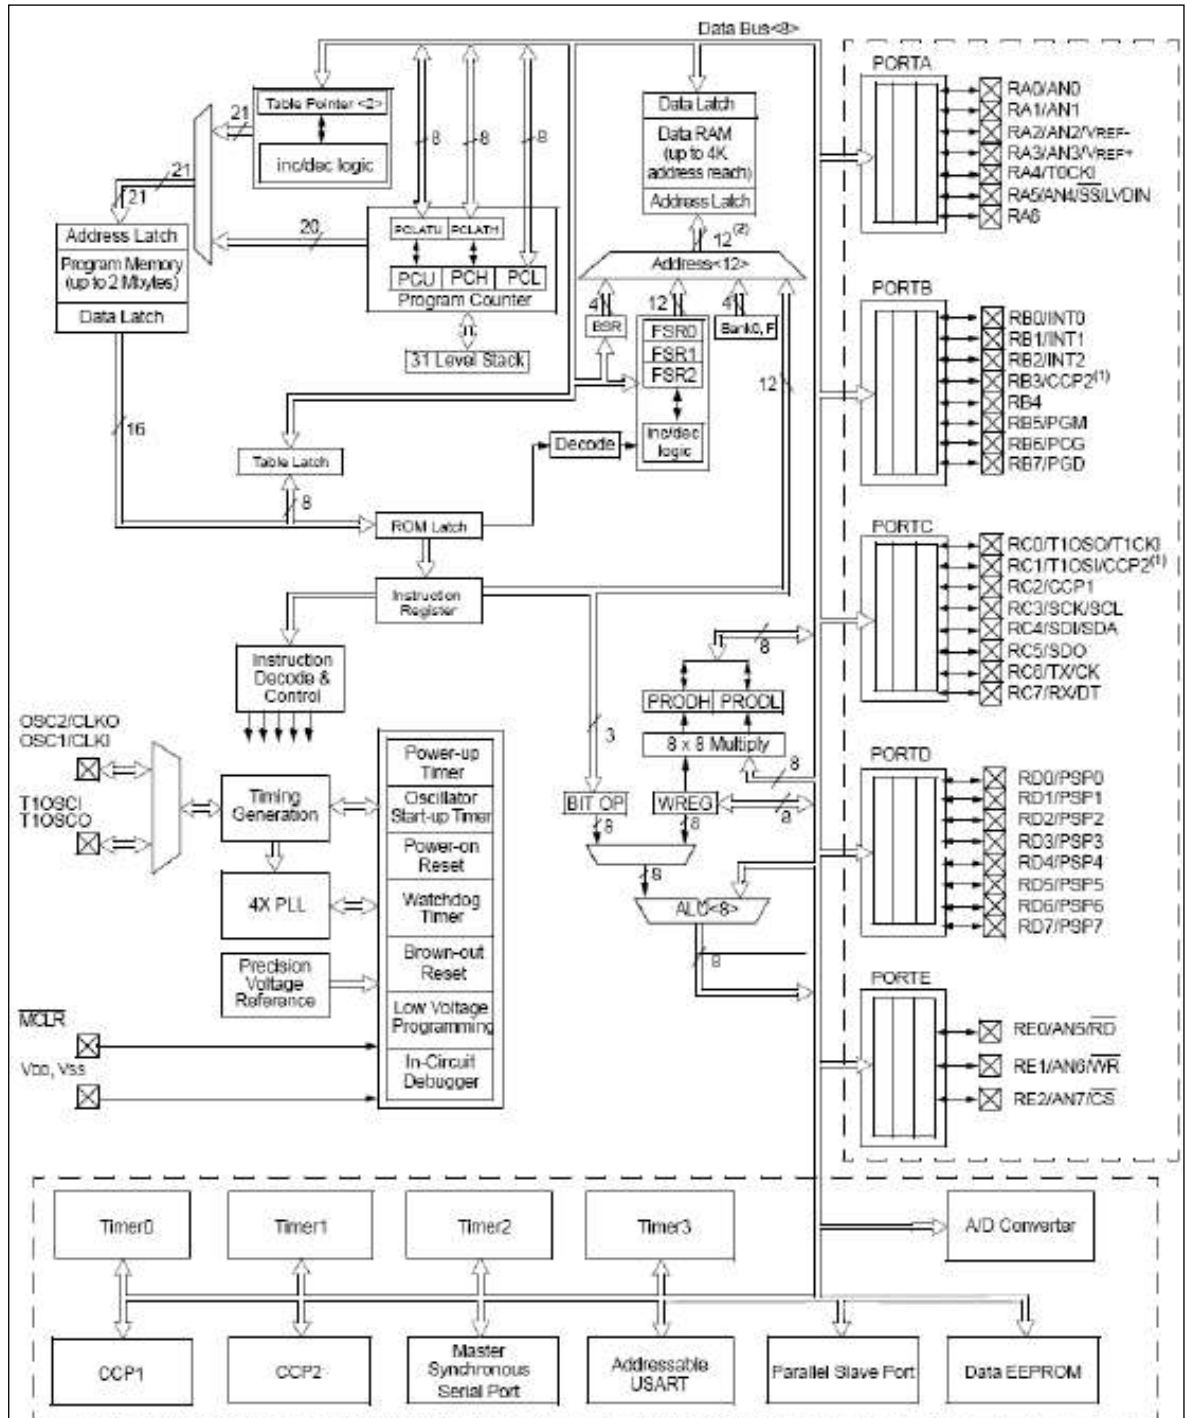 Data Bus<8>
PORTA
Table Pointer <2>
21
inc/dec logic
8
8
8
Data Latch
Data RAM
(up to 4K
address reach)
Address Latch
RA0/AN0
RA1/AN1
RA2/AN2/VREF-
RA3/AN3/VREF+
RA4/T0CKI
RA5/AN4/SS/LVDIN
RA6
21
21
Address Latch
Program Memory
(up to 2 Mbytes)
Data Latch
20
PCLATU
PCLATH
PCU
PCH
PCL
Program Counter
12(2)
Address<12>
31 Level Stack
4
12
4
BSR
FSR0
FSR1
FSR2
Bank0, F
inc/dec
logic
12
PORTB
RB0/INT0
RB1/INT1
RB2/INT2
RB3/CCP2(1)
RB4
RB5/PGM
RB6/PCG
RB7/PGD
16
Table Latch
8
Decode
ROM Latch
Instruction
Register
PORTC
RC0/T1OSO/T1CKI
RC1/T1OSI/CCP2(1)
RC2/CCP1
RC3/SCK/SCL
RC4/SDI/SDA
RC5/SDO
RC6/TX/CK
RC7/RX/DT
Instruction
Decode &
Control
8
PRODH
PRODL
8 x 8 Multiply
3
8
BIT OP
WREG
8
8
8
8
ALU<8>
8
OSC2/CLKO
OSC1/CLKI
T1OSCI
T1OSCO
Timing
Generation
4X PLL
Precision
Voltage
Reference
Power-up
Timer
Oscillator
Start-up Timer
Power-on
Reset
Watchdog
Timer
Brown-out
Reset
Low Voltage
Programming
In-Circuit
Debugger
MCLR
VDD, VSS
PORTD
RD0/PSP0
RD1/PSP1
RD2/PSP2
RD3/PSP3
RD4/PSP4
RD5/PSP5
RD6/PSP6
RD7/PSP7
PORTE
RE0/AN5/RD
RE1/AN6/WR
RE2/AN7/CS
Timer0
Timer1
Timer2
Timer3
A/D Converter
CCP1
CCP2
Master
Synchronous
Serial Port
Addressable
USART
Parallel Slave Port
Data EEPROM